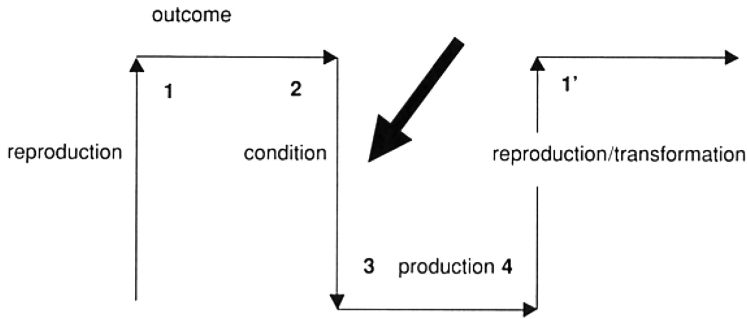 outcome
1 2 1'
reproduction condition reproduction/transformation
3 production 4